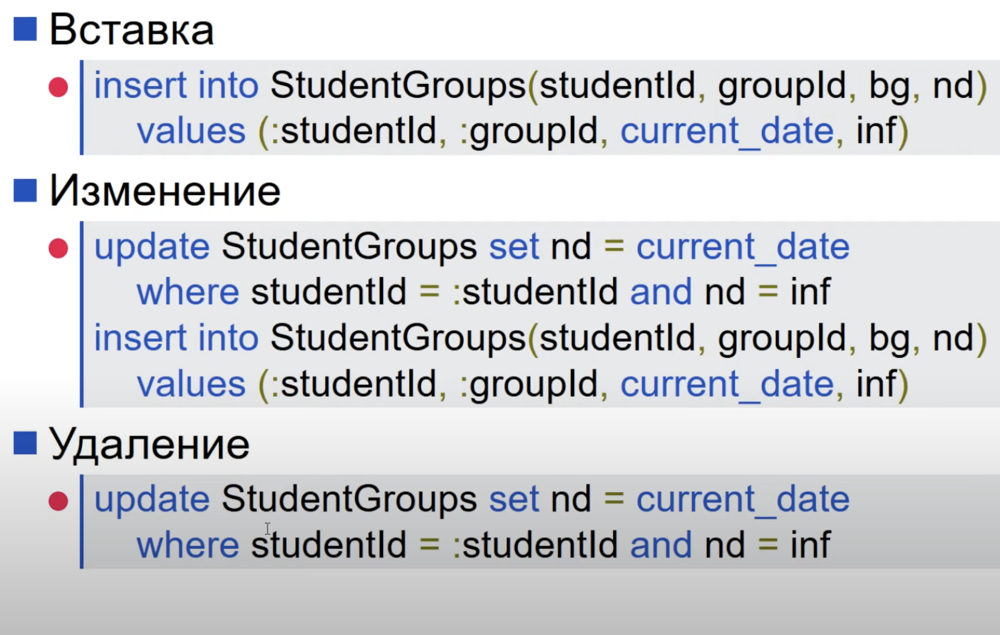 Вставка
insert into StudentGroups(studentId, groupId, bg, nd)
values (:studentId, :groupId, current_date, inf)
Изменение
update StudentGroups set nd = current_date
where studentId = :studentId and nd = inf
insert into StudentGroups(studentId, groupId, bg, nd)
values (:studentId, :groupId, current_date, inf)
Удаление
update StudentGroups set nd = current_date
where studentId = :studentId and nd = inf